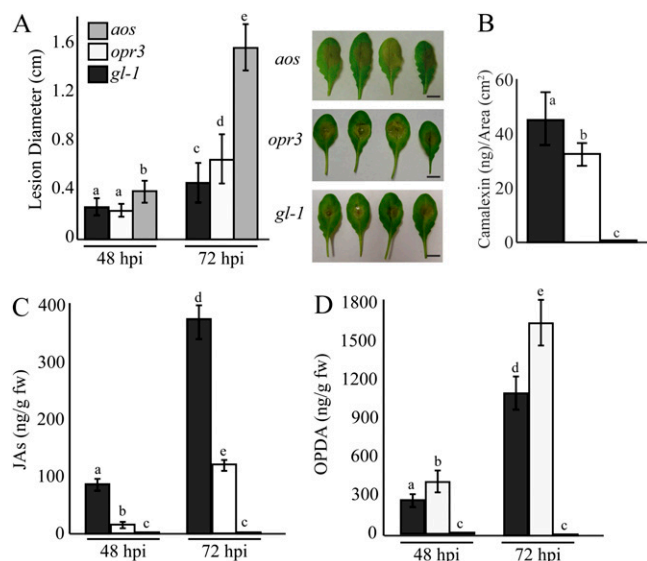 A
Lesion Diameter (cm)
1.6
1.2
0.8
0.4
0
aos
opr3
gl-1
a
a
b
c
d
e
48 hpi
72 hpi
aos
opr3
gl-1
B
Camalexin (ng)/Area (cm²)
60
40
20
0
a
b
c
C
JAs (ng/g fw)
400
300
200
100
0
a
b
c
d
e
c
48 hpi
72 hpi
D
OPDA
(ng/g fw)
1800
1500
1200
900
600
300
0
a
b
c
d
e
c
48 hpi
72 hpi